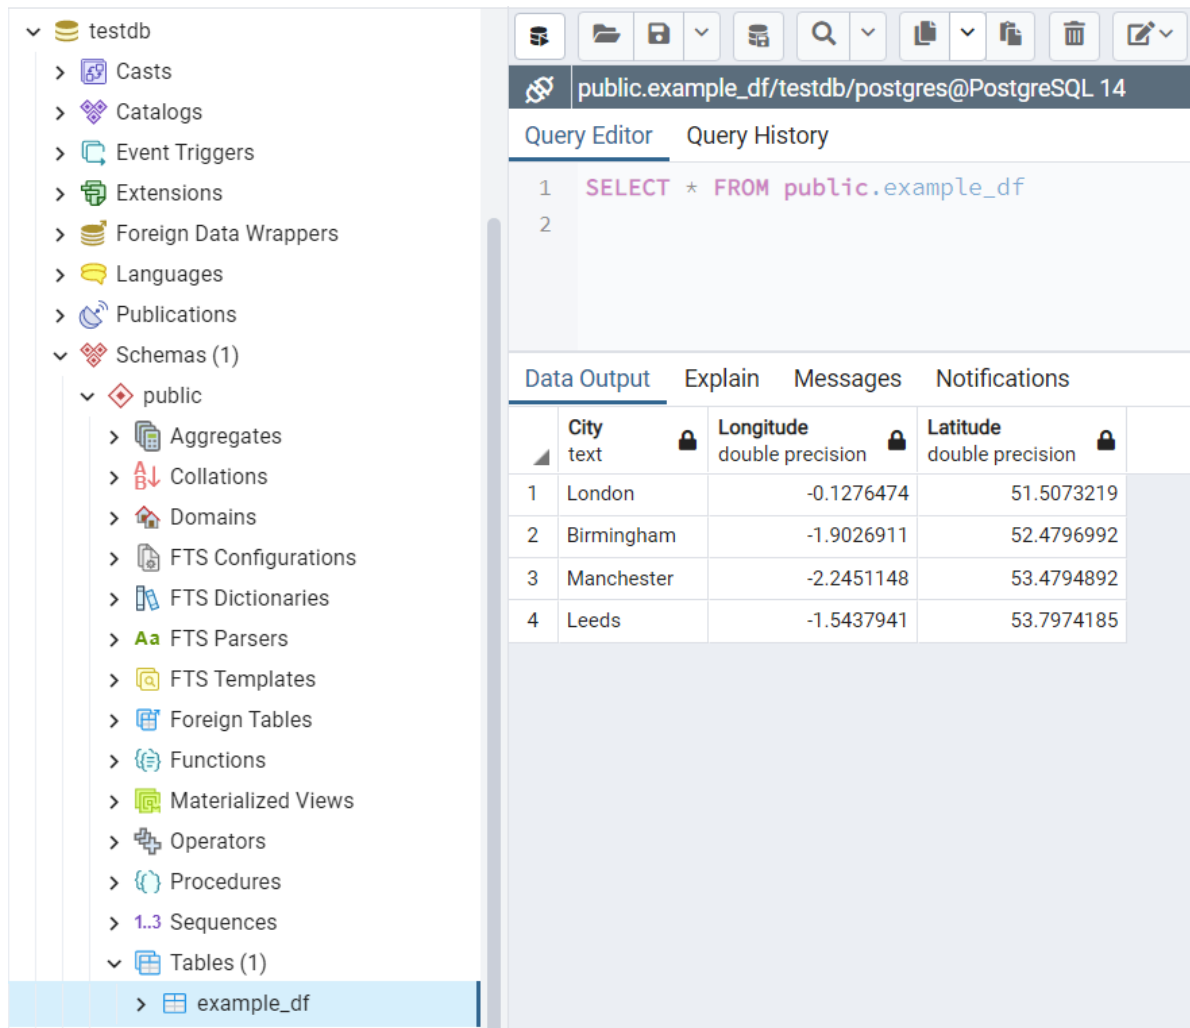 testdb
Casts
Catalogs
Event Triggers
Extensions
Foreign Data Wrappers
Languages
Publications
Schemas (1)
public
Aggregates
Collations
Domains
FTS Configurations
FTS Dictionaries
Aa FTS Parsers
FTS Templates
Foreign Tables
Functions
Materialized Views
Operators
Procedures
1..3 Sequences
Tables (1)
example_df
public.example_df/testdb/postgres@PostgreSQL 14
Query Editor Query History
1 SELECT * FROM public.example_df
2
Data Output Explain Messages Notifications
City Longitude Latitude
text double precision double precision
1 London -0.1276474 51.5073219
2 Birmingham -1.9026911 52.4796992
3 Manchester -2.2451148 53.4794892
4 Leeds -1.5437941 53.7974185